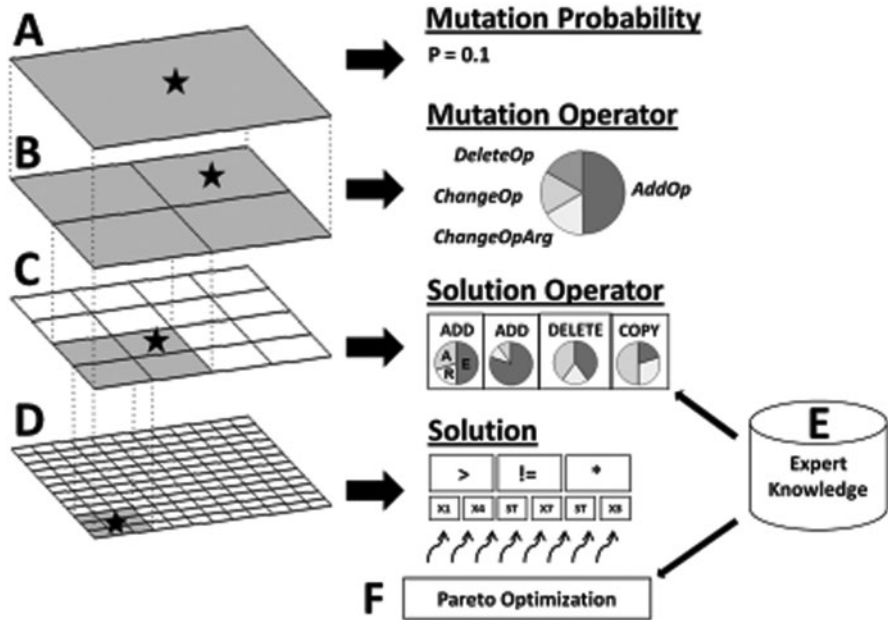 A
Mutation Probability
P = 0.1
B
Mutation Operator
DeleteOp
ChangeOp
AddOp
ChangeOpArg
C
Solution Operator
ADD ADD DELETE COPY
A E
R
D
Solution
> != *
X1 X4 ST X7 ST X3
E
Expert
Knowledge
F
Pareto Optimization